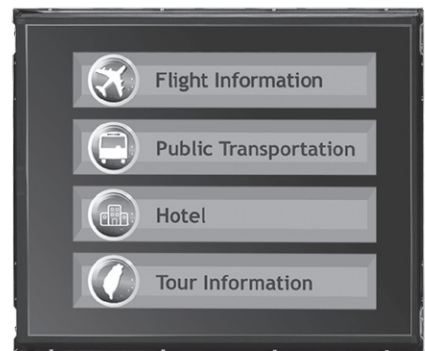 Flight Information
Public Transportation
Hotel
Tour Information